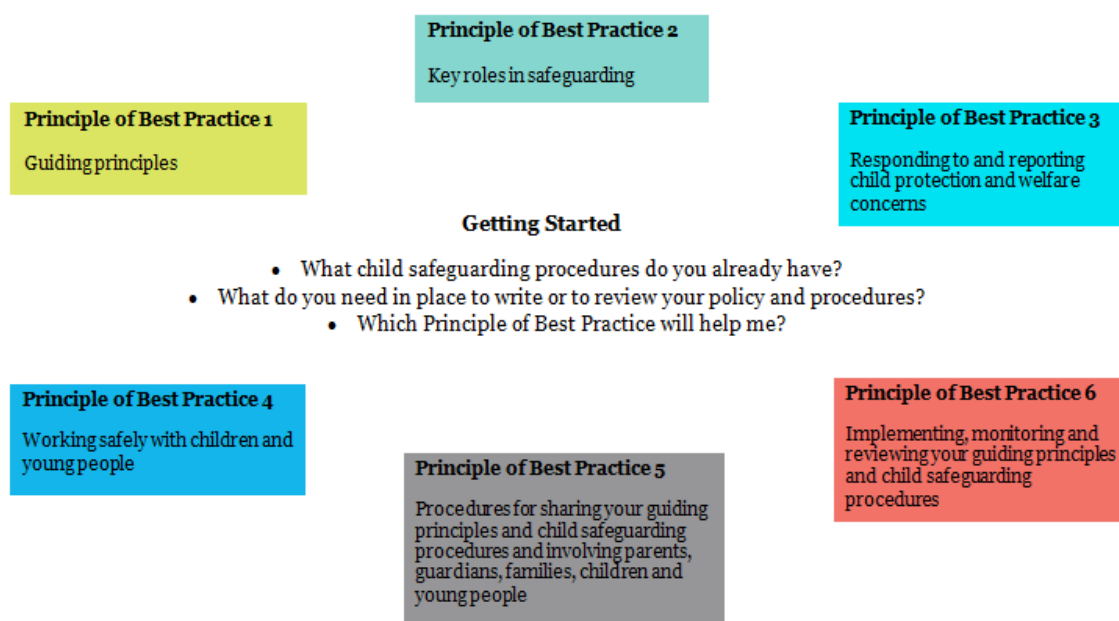 Principle of Best Practice 1
Guiding principles
Principle of Best Practice 2
Key roles in safeguarding
Principle of Best Practice 3
Responding to and reporting
child protection and welfare
concerns
Getting Started
• What child safeguarding procedures do you already have?
• What do you need in place to write or to review your policy and procedures?
• Which Principle of Best Practice will help me?
Principle of Best Practice 4
Working safely with children and
young people
Principle of Best Practice 5
Procedures for sharing your guiding
principles and child safeguarding
procedures and involving parents,
guardians, families, children and
young people
Principle of Best Practice 6
Implementing, monitoring and
reviewing your guiding principles
and child safeguarding
procedures